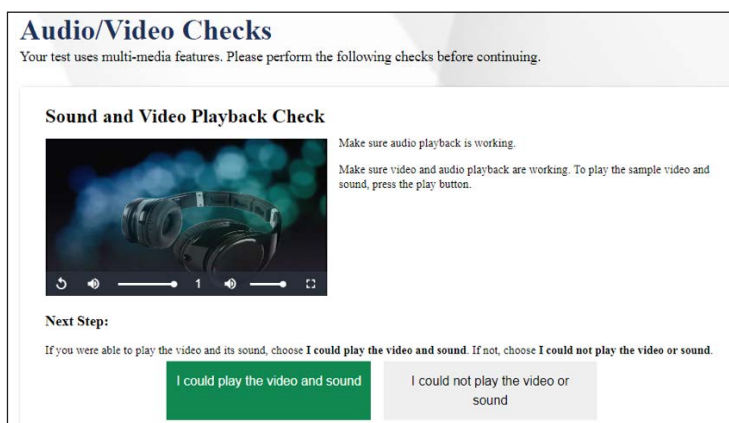 Audio/Video Checks
Your test uses multi-media features. Please perform the following checks before continuing.
Sound and Video Playback Check
Make sure audio playback is working.
Make sure video and audio playback are working. To play the sample video and
sound, press the play button.
1
Next Step:
If you were able to play the video and its sound, choose I could play the video and sound. If not, choose I could not play the video or sound.
I could play the video and sound
I could not play the video or
sound